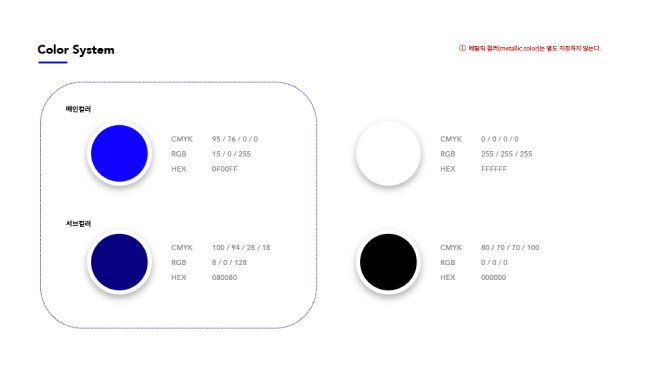 Color System
① 메탈릭 컬러(metallic color)는 별도 지정하지 않는다.
메인컬러
CMYK 95 / 76 / 0 / 0
RGB 15 / 0 / 255
HEX 0F00FF
CMYK 0 / 0 / 0 / 0
RGB 255 / 255 / 255
HEX FFFFFF
서브컬러
CMYK 100 / 94 / 28 / 18
RGB 8 / 0 / 128
HEX 080080
CMYK 80 / 70 / 70 / 100
RGB 0 / 0 / 0
HEX 000000